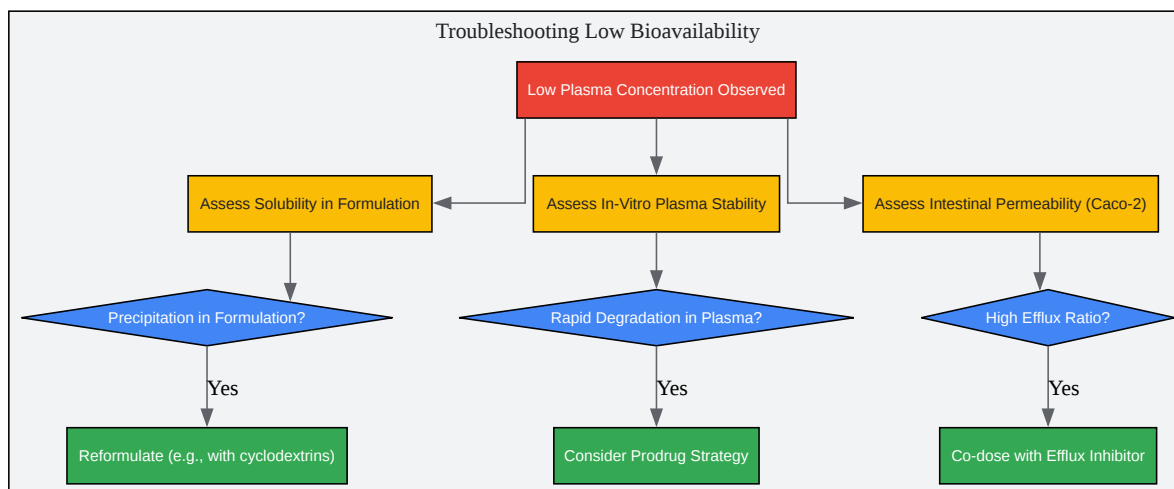 Troubleshooting Low Bioavailability
Low Plasma Concentration Observed
Assess Solubility in Formulation
Assess In-Vitro Plasma Stability
Assess Intestinal Permeability (Caco-2)
Precipitation in Formulation?
Rapid Degradation in Plasma?
High Efflux Ratio?
Yes
Yes
Yes
Reformulate (e.g., with cyclodextrins)
Consider Prodrug Strategy
Co-dose with Efflux Inhibitor